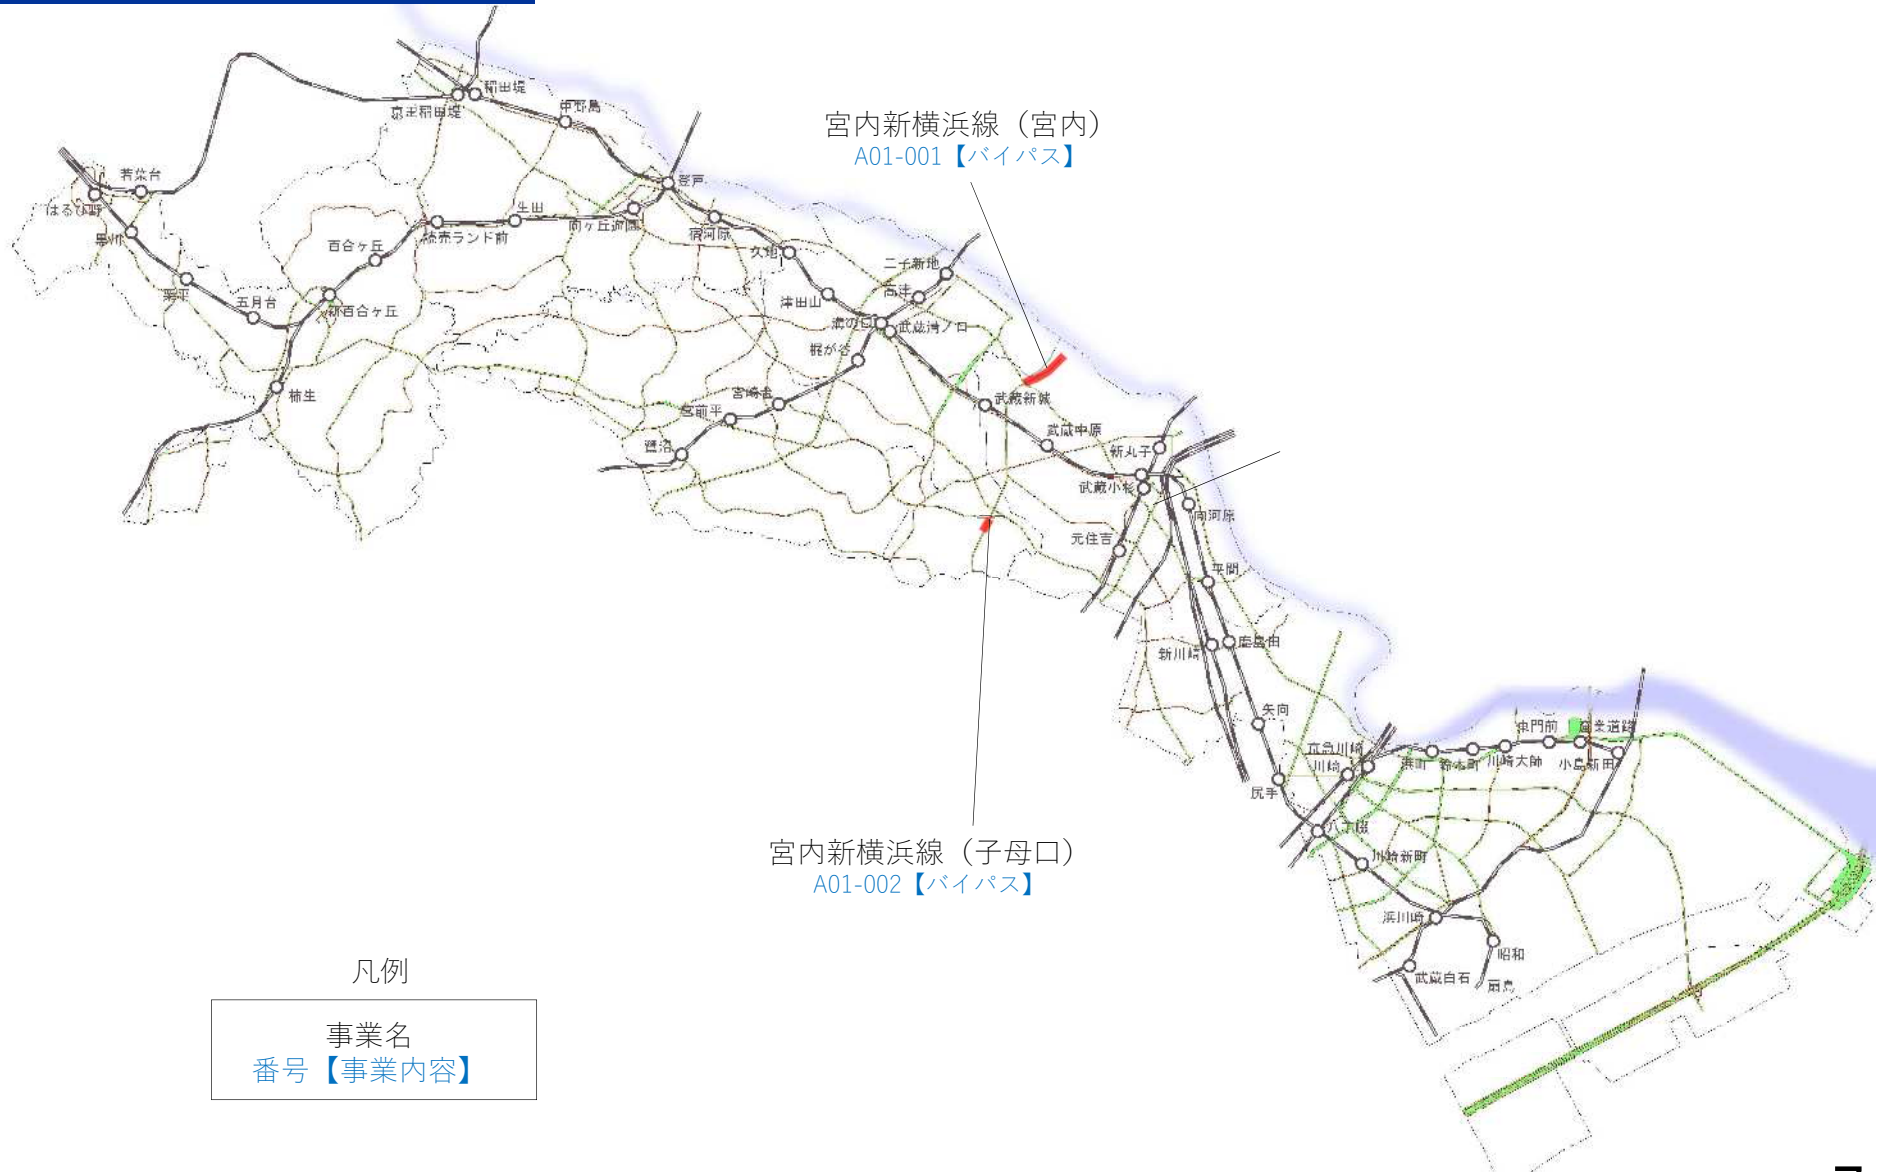 稲田堤
京王稲田堤
中野島
宮内新横浜線（宮内）
A01-001【バイパス】
若葉台
はるひ野
登戸
生田
読売ランド前
向ヶ丘遊園
宿河原
黒川
百合ヶ丘
久地
二子新地
高津
栗平
五月台
新百合ヶ丘
津田山
溝の口
武蔵溝ノ口
梶が谷
柿生
宮崎台
宮前平
武蔵新城
鷺沼
武蔵中原
新丸子
武蔵小杉
向河原
元住吉
平間
新川崎
鹿島田
矢向
京急川崎
川崎
港町
鈴木町
川崎大師
東門前
産業道路
小島新田
尻手
八丁畷
川崎新町
宮内新横浜線（子母口）
A01-002【バイパス】
浜川崎
昭和
武蔵白石
扇島
凡例
事業名
番号【事業内容】